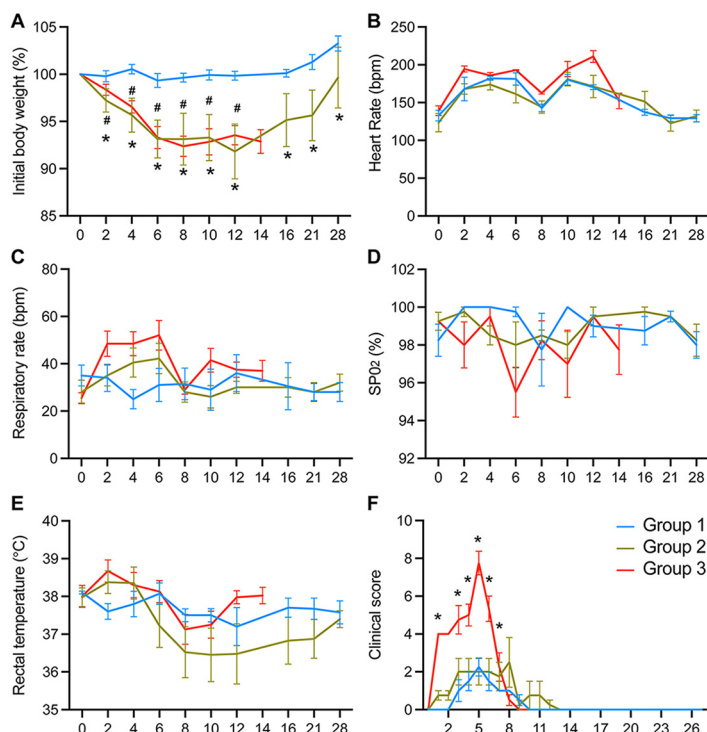 A
Initial body weight (%)
105
100
95
90
85
# # # # # #
* * * * * * * * *
0 2 4 6 8 10 12 14 16 21 28
B
Heart Rate (bpm)
250
200
150
100
50
0
0 2 4 6 8 10 12 14 16 21 28
C
Respiratory rate (bpm)
80
60
40
20
0
0 2 4 6 8 10 12 14 16 21 28
D
SP02 (%)
102
100
98
96
94
92
0 2 4 6 8 10 12 14 16 21 28
E
Rectal temperature (°C)
40
39
38
37
36
35
0 2 4 6 8 10 12 14 16 21 28
F
Clinical score
10
8
6
4
2
0
* * * * * *
2 5 8 11 14 17 20 23 26
Group 1
Group 2
Group 3